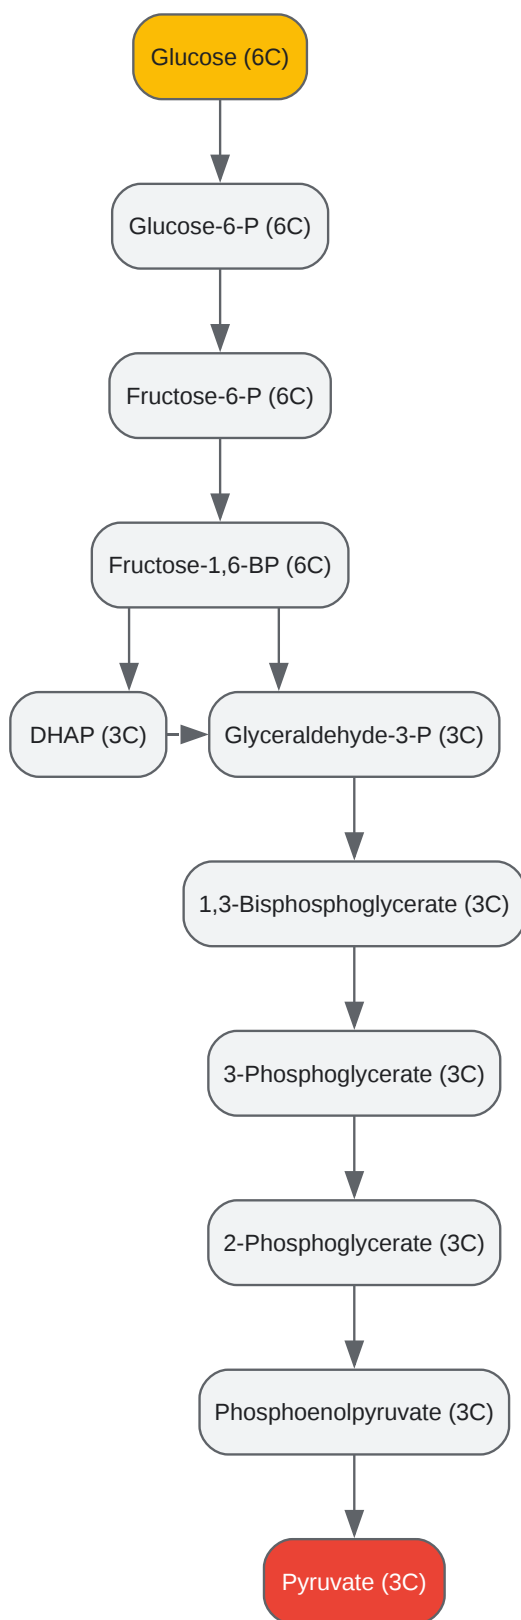 Glucose (6C)
Glucose-6-P (6C)
Fructose-6-P (6C)
Fructose-1,6-BP (6C)
DHAP (3C)
Glyceraldehyde-3-P (3C)
1,3-Bisphosphoglycerate (3C)
3-Phosphoglycerate (3C)
2-Phosphoglycerate (3C)
Phosphoenolpyruvate (3C)
Pyruvate (3C)